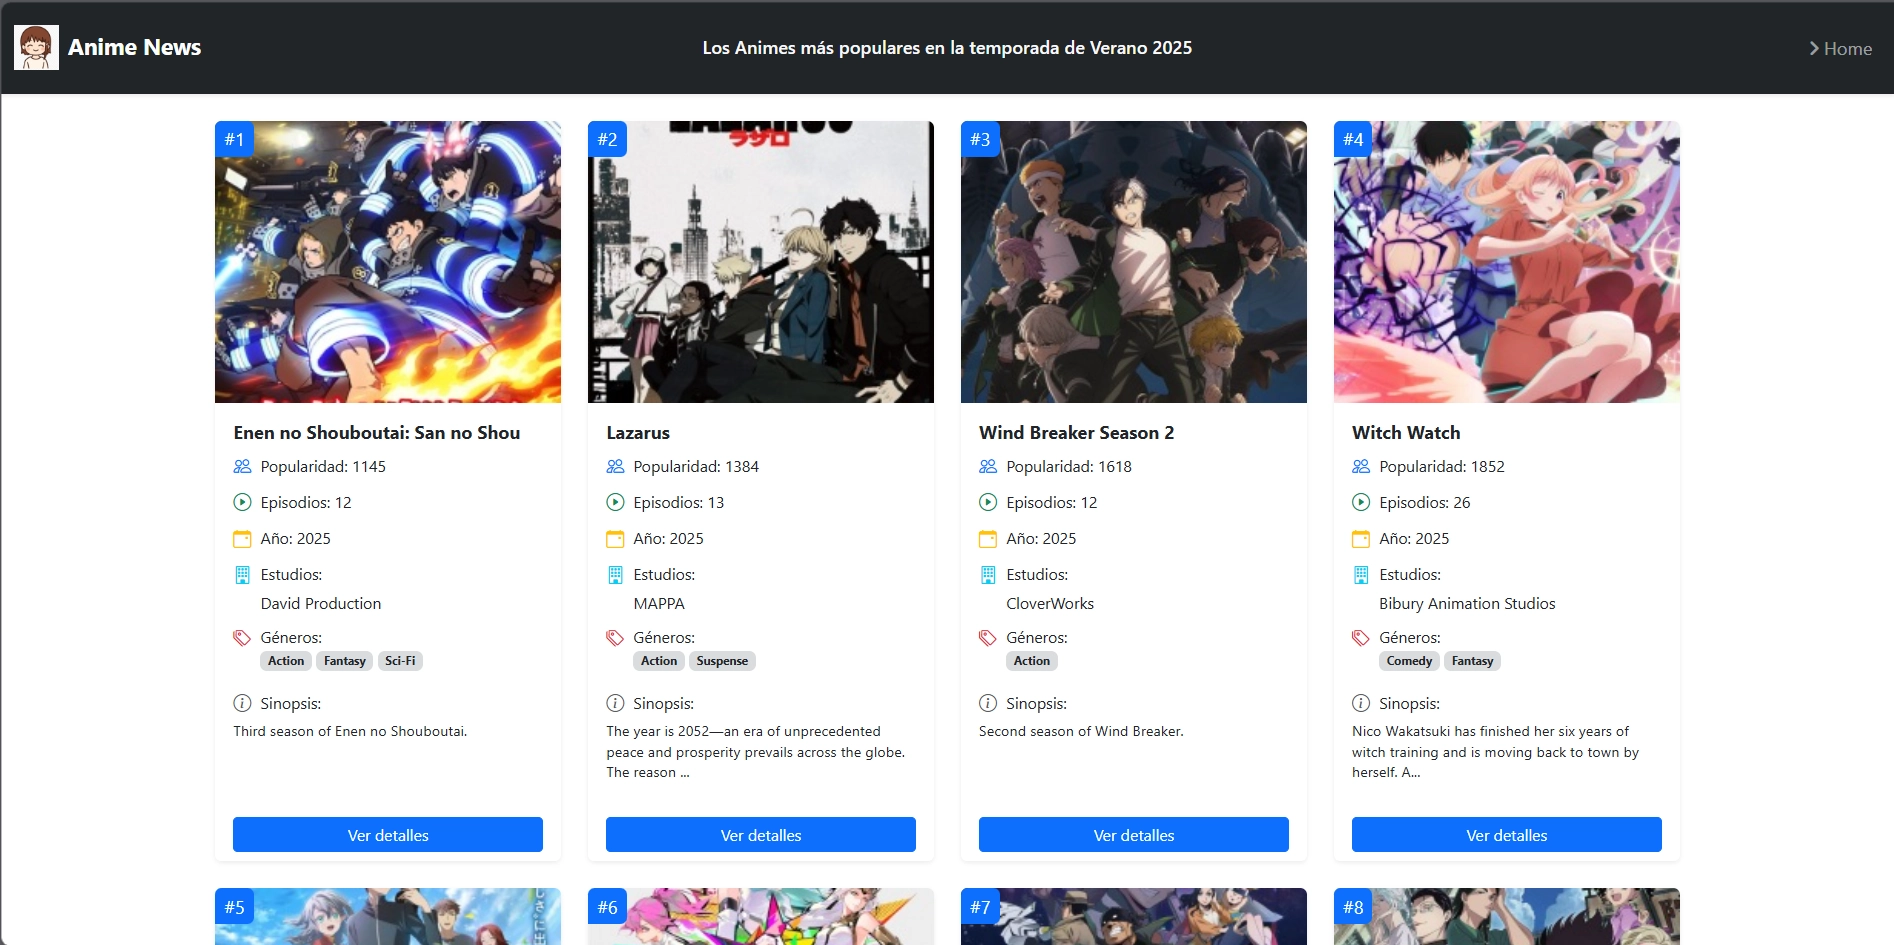 Anime News
Los Animes más populares en la temporada de Verano 2025
Home
#1
Enen no Shouboutai: San no Shou
Popularidad: 1145
Episodios: 12
Año: 2025
Estudios:
David Production
Géneros:
Action Fantasy Sci-Fi
Sinopsis:
Third season of Enen no Shouboutai.
Ver detalles
#2
ラザロ
Lazarus
Popularidad: 1384
Episodios: 13
Año: 2025
Estudios:
MAPPA
Géneros:
Action Suspense
Sinopsis:
The year is 2052—an era of unprecedented
peace and prosperity prevails across the globe.
The reason ...
Ver detalles
#3
Wind Breaker Season 2
Popularidad: 1618
Episodios: 12
Año: 2025
Estudios:
CloverWorks
Géneros:
Action
Sinopsis:
Second season of Wind Breaker.
Ver detalles
#4
Witch Watch
Popularidad: 1852
Episodios: 26
Año: 2025
Estudios:
Bibury Animation Studios
Géneros:
Comedy Fantasy
Sinopsis:
Nico Wakatsuki has finished her six years of
witch training and is moving back to town by
herself. A...
Ver detalles
#5
#6
#7
#8